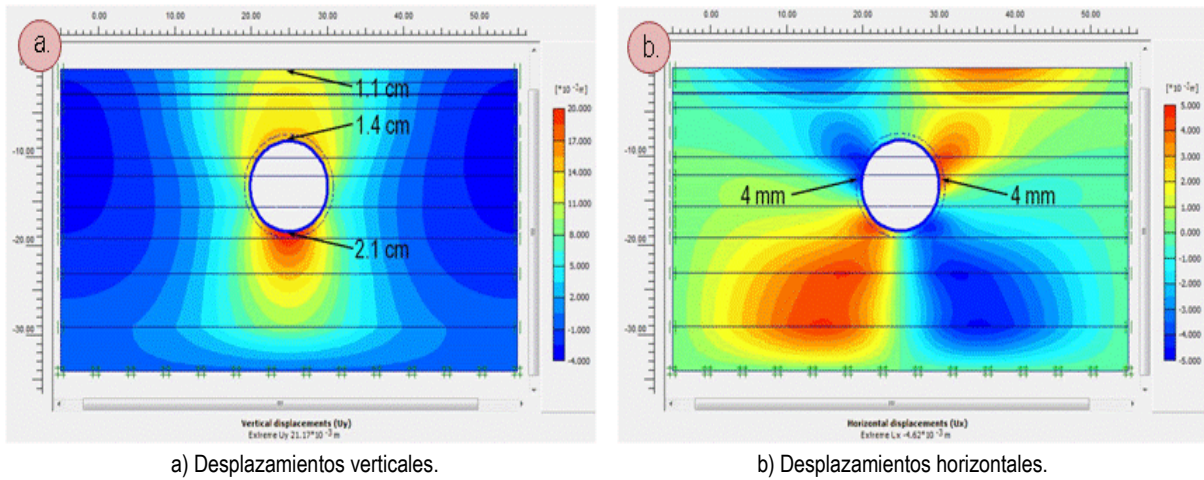 a.
0.00 10.00 20.00 30.00 40.00 50.00
1.1 cm
1.4 cm
2.1 cm
-10.00
-20.00
-30.00
[*10 -3 m]
20.000
17.000
14.000
11.000
8.000
5.000
2.000
-1.000
-4.000
Vertical displacements (Uy)
Extreme Uy 21.17*10 -3 m
a) Desplazamientos verticales.
b.
0.00 10.00 20.00 30.00 40.00 50.00
4 mm
4 mm
-10.00
-20.00
-30.00
[*10 -3 m]
5.000
4.000
3.000
2.000
1.000
0.000
-1.000
-2.000
-3.000
-4.000
-5.000
Horizontal displacements (Ux)
Extreme Ux -4.62*10 -3 m
b) Desplazamientos horizontales.